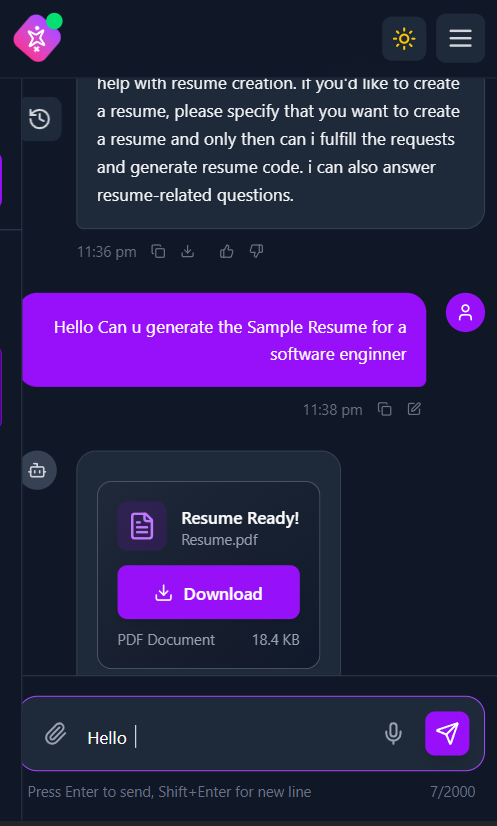 help with resume creation. if you'd like to create
a resume, please specify that you want to create
a resume and only then can i fulfill the requests
and generate resume code. i can also answer
resume-related questions.
11:36 pm
Hello Can u generate the Sample Resume for a
software enginner
11:38 pm
Resume Ready!
Resume.pdf
Download
PDF Document 18.4 KB
Hello
Press Enter to send, Shift+Enter for new line 7/2000